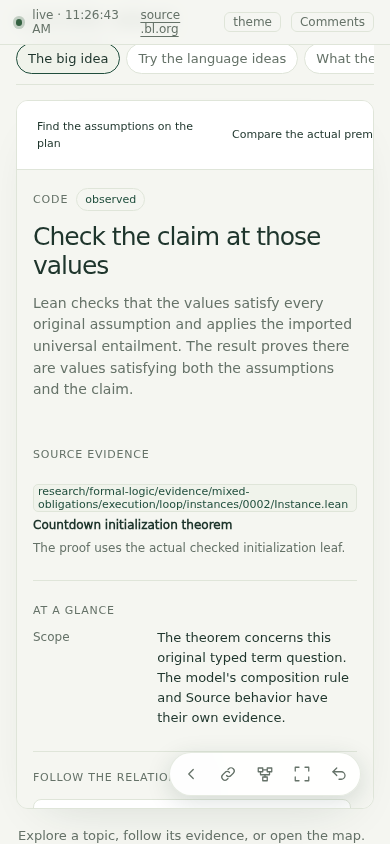 live · 11:26:43
AM
source
.bl.org
theme
Comments
The big idea
Try the language ideas
What the
Find the assumptions on the
plan
Compare the actual prem
CODE observed
Check the claim at those
values
Lean checks that the values satisfy every
original assumption and applies the imported
universal entailment. The result proves there
are values satisfying both the assumptions
and the claim.
SOURCE EVIDENCE
research/formal-logic/evidence/mixed-
obligations/execution/loop/instances/0002/Instance.lean
Countdown initialization theorem
The proof uses the actual checked initialization leaf.
AT A GLANCE
Scope
The theorem concerns this
original typed term question.
The model's composition rule
and Source behavior have
their own evidence.
FOLLOW THE RELATIO
Explore a topic, follow its evidence, or open the map.